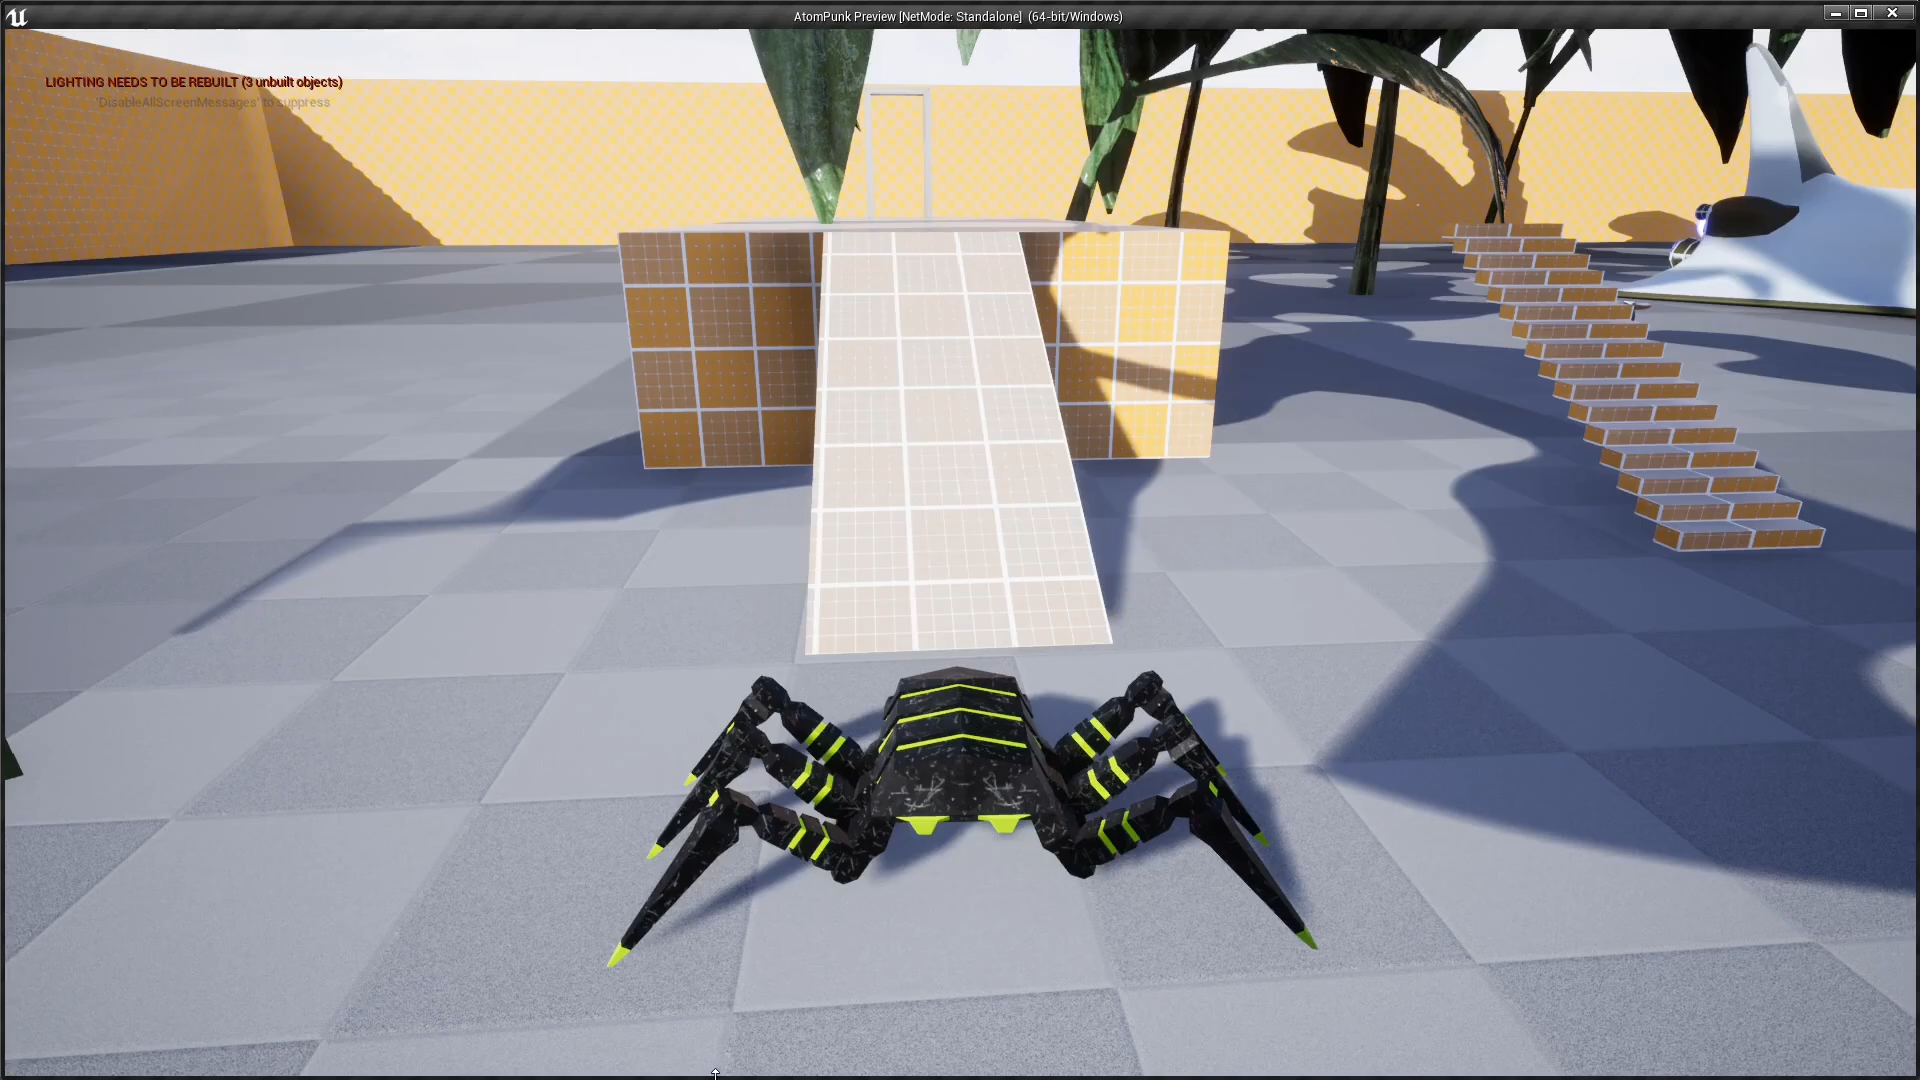 AtomPunk Preview [NetMode: Standalone]  (64-bit/Windows)
LIGHTING NEEDS TO BE REBUILT (3 unbuilt objects)
'DisableAllScreenMessages' to suppress